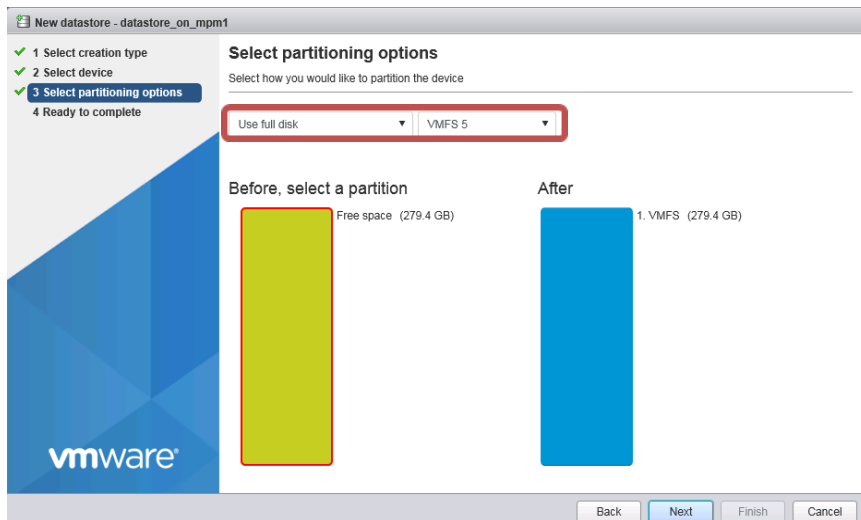 New datastore - datastore_on_mpm1
1 Select creation type
2 Select device
3 Select partitioning options
4 Ready to complete
Select partitioning options
Select how you would like to partition the device
Use full disk
VMFS 5
Before, select a partition
After
Free space (279.4 GB)
1. VMFS (279.4 GB)
vmware®
Back
Next
Finish
Cancel